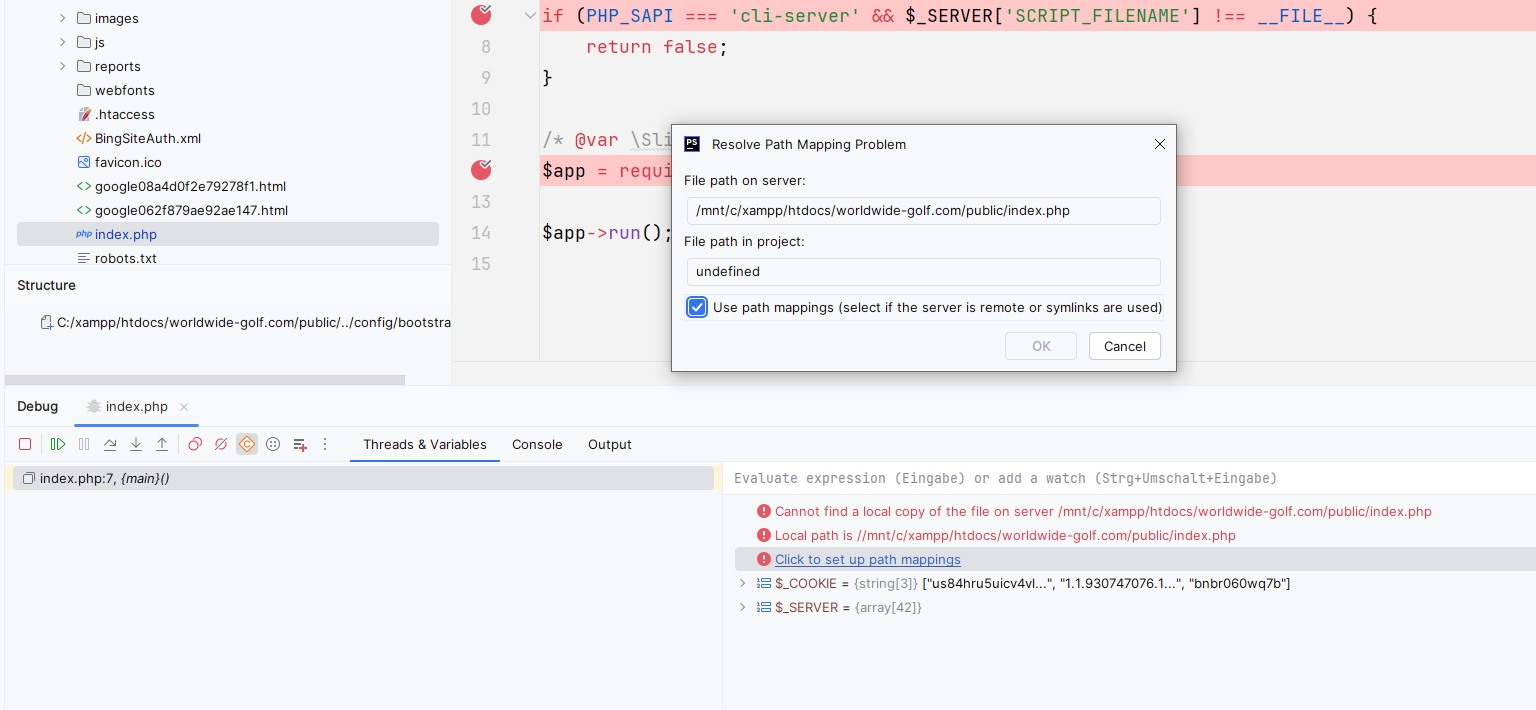 images
js
reports
webfonts
.htaccess
BingSiteAuth.xml
favicon.ico
google08a4d0f2e79278f1.html
google062f879ae92ae147.html
php index.php
robots.txt
Structure
C:/xampp/htdocs/worldwide-golf.com/public/../config/bootstra
if (PHP_SAPI === 'cli-server' && $_SERVER['SCRIPT_FILENAME'] !== __FILE__) {
8 return false;
9 }
10
11 /* @var \Sli
$app = requi
13
14 $app->run();
15
PS Resolve Path Mapping Problem
File path on server:
/mnt/c/xampp/htdocs/worldwide-golf.com/public/index.php
File path in project:
undefined
Use path mappings (select if the server is remote or symlinks are used)
OK Cancel
Debug index.php
Threads & Variables Console Output
index.php:7, {main}()
Evaluate expression (Eingabe) or add a watch (Strg+Umschalt+Eingabe)
Cannot find a local copy of the file on server /mnt/c/xampp/htdocs/worldwide-golf.com/public/index.php
Local path is //mnt/c/xampp/htdocs/worldwide-golf.com/public/index.php
Click to set up path mappings
$_COOKIE = {string[3]} ["us84hru5uicv4vl...", "1.1.930747076.1...", "bnbr060wq7b"]
$_SERVER = {array[42]}